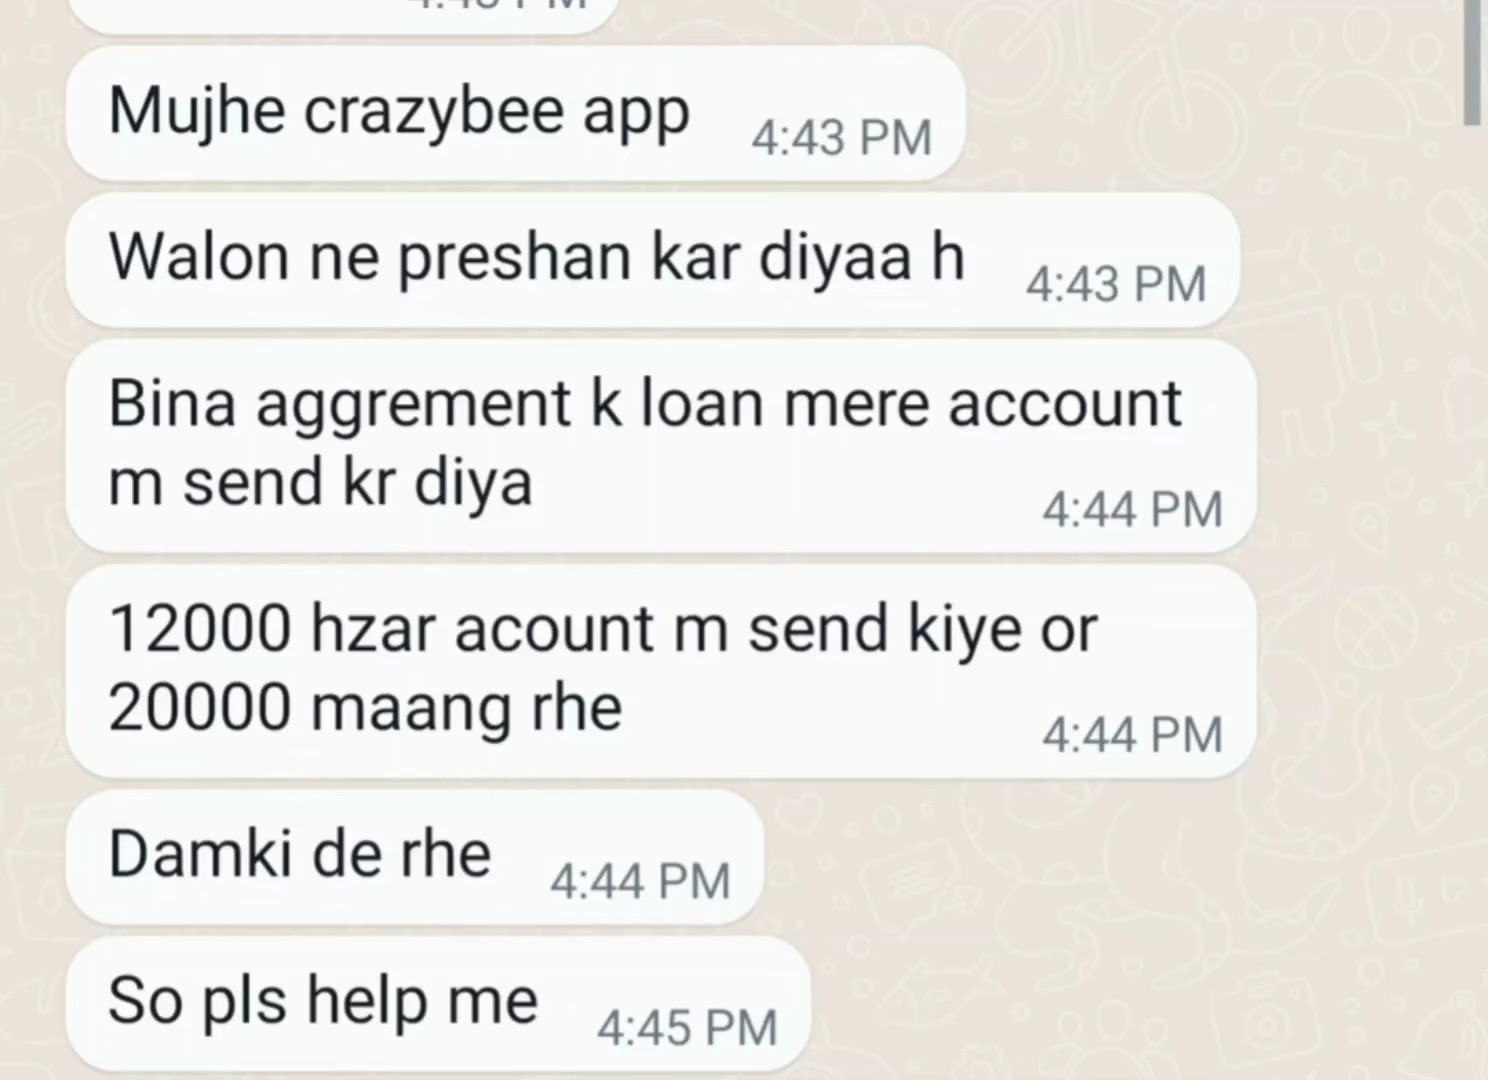 Mujhe crazybee app 4:43 PM
Walon ne preshan kar diyaa h 4:43 PM
Bina aggrement k loan mere account
m send kr diya 4:44 PM
12000 hzar acount m send kiye or
20000 maang rhe 4:44 PM
Damki de rhe 4:44 PM
So pls help me 4:45 PM